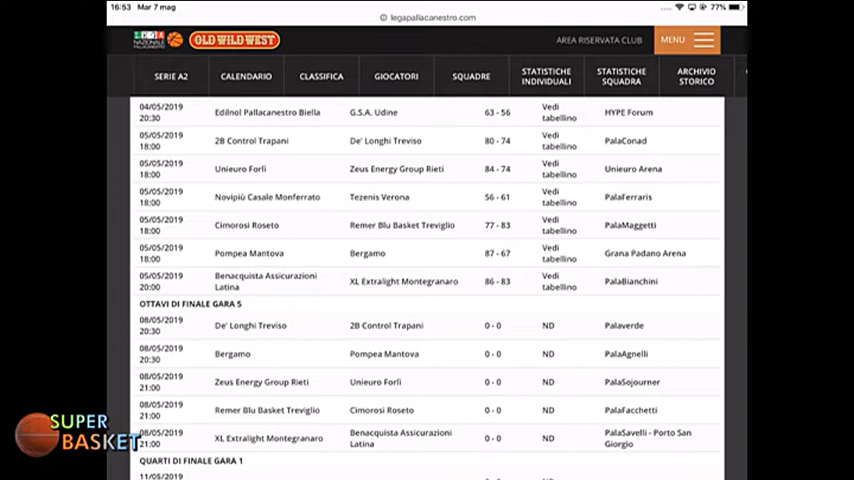 16:53 Mar 7 mag 77%
legapallacanestro.com
NAZIONALE PALLACANESTRO OLD WILD WEST AREA RISERVATA CLUB MENU
SERIE A2 CALENDARIO CLASSIFICA GIOCATORI SQUADRE STATISTICHE INDIVIDUALI STATISTICHE SQUADRA ARCHIVIO STORICO
04/05/2019 20:30 Edilnol Pallacanestro Biella G.S.A. Udine 63 - 56 Vedi tabellino HYPE Forum
05/05/2019 18:00 2B Control Trapani De' Longhi Treviso 80 - 74 Vedi tabellino PalaConad
05/05/2019 18:00 Unieuro Forlì Zeus Energy Group Rieti 84 - 74 Vedi tabellino Unieuro Arena
05/05/2019 18:00 Novipiù Casale Monferrato Tezenis Verona 56 - 61 Vedi tabellino PalaFerraris
05/05/2019 18:00 Cimorosi Roseto Remer Blu Basket Treviglio 77 - 83 Vedi tabellino PalaMaggetti
05/05/2019 18:00 Pompea Mantova Bergamo 87 - 67 Vedi tabellino Grana Padano Arena
05/05/2019 20:00 Benacquista Assicurazioni Latina XL Extralight Montegranaro 86 - 83 Vedi tabellino PalaBianchini
OTTAVI DI FINALE GARA 5
08/05/2019 20:30 De' Longhi Treviso 2B Control Trapani 0 - 0 ND Palaverde
08/05/2019 20:30 Bergamo Pompea Mantova 0 - 0 ND PalaAgnelli
08/05/2019 21:00 Zeus Energy Group Rieti Unieuro Forlì 0 - 0 ND PalaSojourner
08/05/2019 21:00 Remer Blu Basket Treviglio Cimorosi Roseto 0 - 0 ND PalaFacchetti
08/05/2019 21:00 XL Extralight Montegranaro Benacquista Assicurazioni Latina 0 - 0 ND PalaSavelli - Porto San Giorgio
QUARTI DI FINALE GARA 1
11/05/2019
SUPER
BASKET